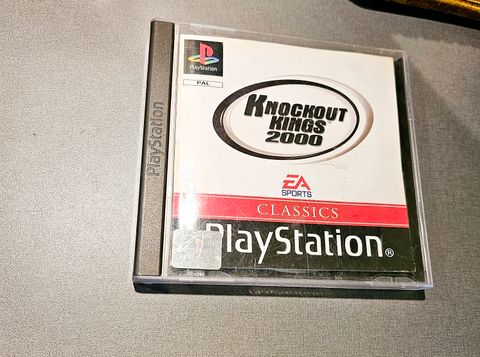 PlayStation
PlayStation
PAL
KNOCKOUT
KINGS
2000
EA
SPORTS
CLASSICS
PlayStation®